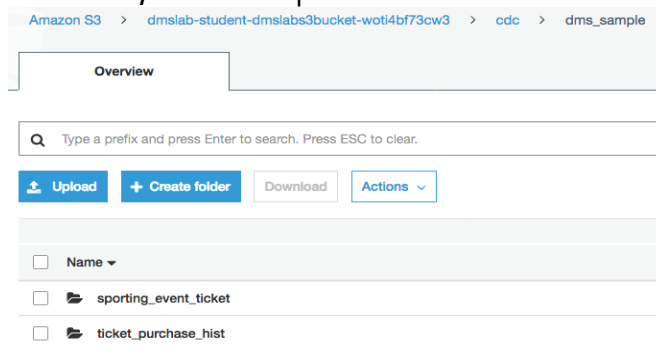 Amazon S3 > dmslab-student-dmslabs3bucket-woti4bf73cw3 > cdc > dms_sample
Overview
Type a prefix and press Enter to search. Press ESC to clear.
Upload + Create folder Download Actions
Name
sporting_event_ticket
ticket_purchase_hist